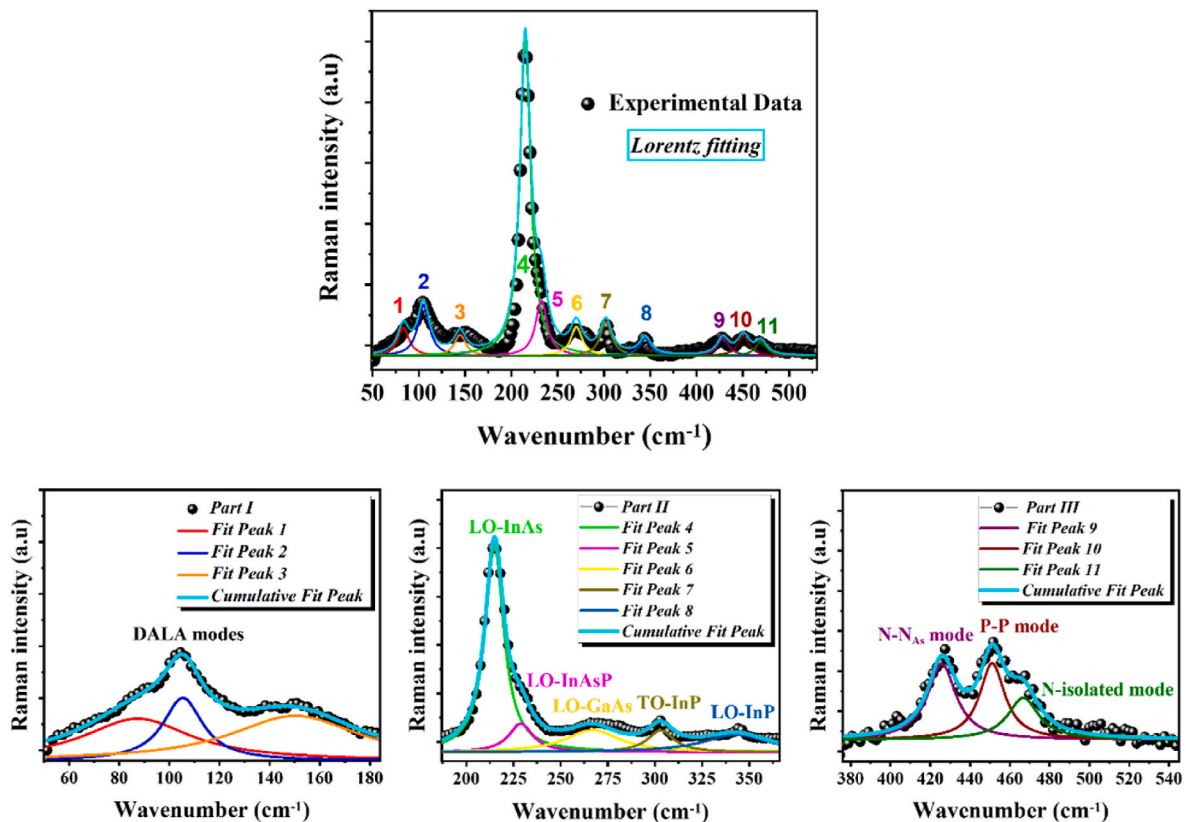 Raman intensity (a.u)
Experimental Data
Lorentz fitting
1
2
3
4
5
6
7
8
9
10
11
50 100 150 200 250 300 350 400 450 500
Wavenumber (cm⁻¹)
Raman intensity (a.u)
Part I
Fit Peak 1
Fit Peak 2
Fit Peak 3
Cumulative Fit Peak
DALA modes
60 80 100 120 140 160 180
Wavenumber (cm⁻¹)
Raman intensity (a.u)
LO-InAs
Part II
Fit Peak 4
Fit Peak 5
Fit Peak 6
Fit Peak 7
Fit Peak 8
Cumulative Fit Peak
LO-InAsP
LO-GaAs
TO-InP
LO-InP
200 225 250 275 300 325 350
Wavenumber (cm⁻¹)
Raman intensity (a.u)
Part III
Fit Peak 9
Fit Peak 10
Fit Peak 11
Cumulative Fit Peak
N-N_As mode
P-P mode
N-isolated mode
380 400 420 440 460 480 500 520 540
Wavenumber (cm⁻¹)